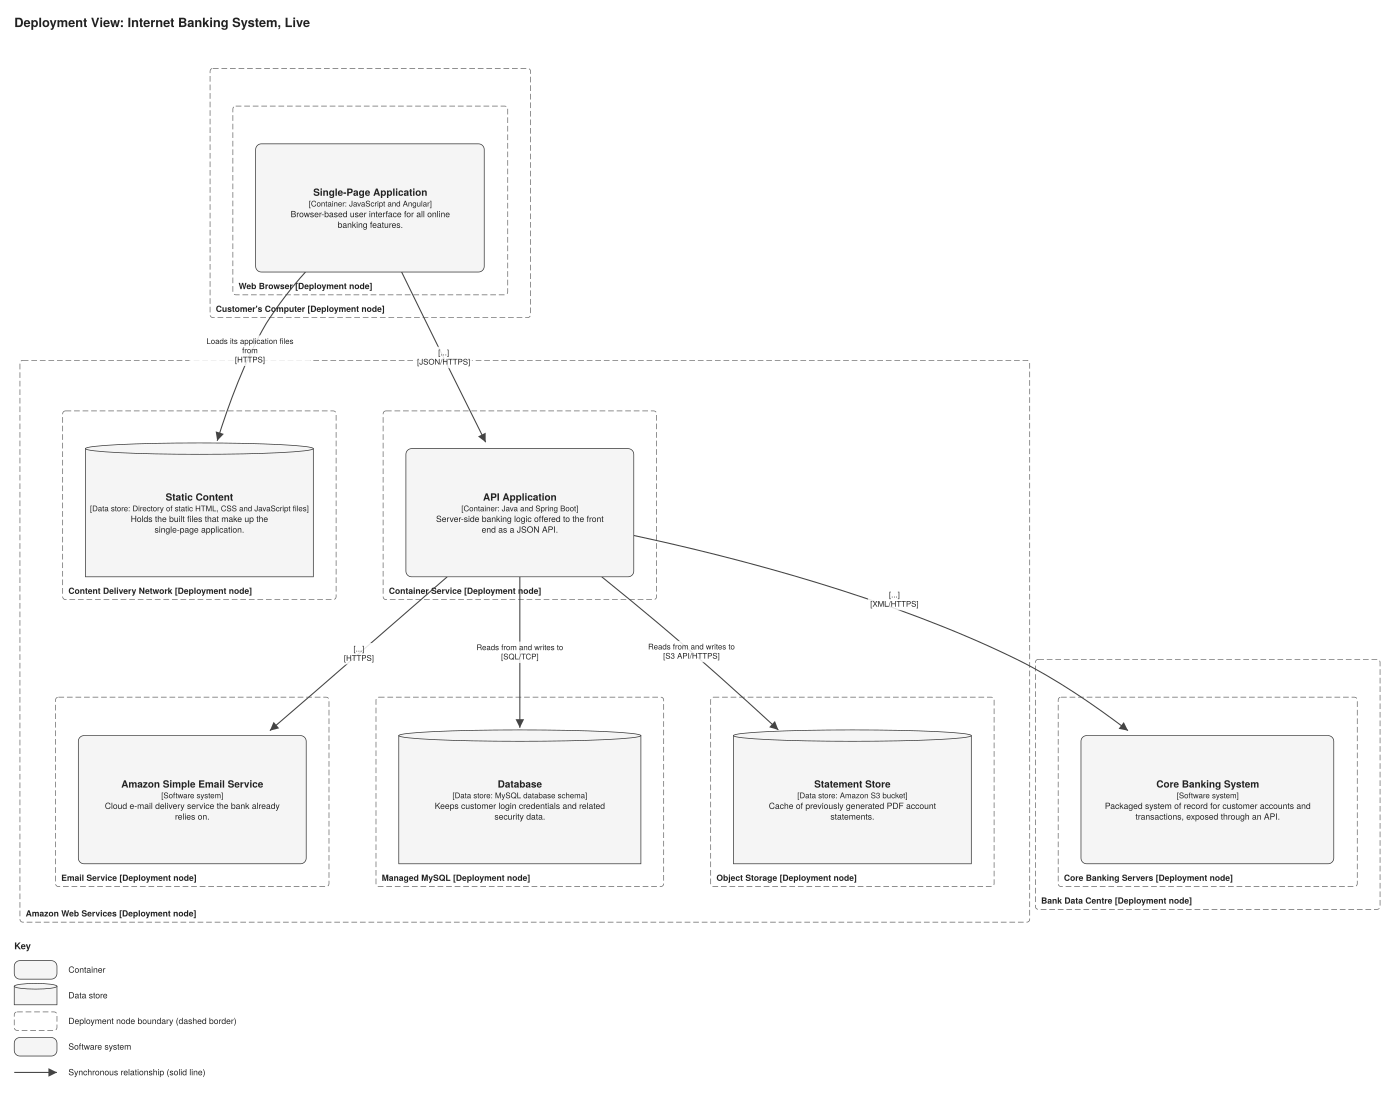 Deployment View: Internet Banking System, Live
Single-Page Application
[Container: JavaScript and Angular]
Browser-based user interface for all online
banking features.
Web Browser [Deployment node]
Customer's Computer [Deployment node]
Loads its application files
from
[HTTPS]
[...]
[JSON/HTTPS]
Static Content
[Data store: Directory of static HTML, CSS and JavaScript files]
Holds the built files that make up the
single-page application.
Content Delivery Network [Deployment node]
API Application
[Container: Java and Spring Boot]
Server-side banking logic offered to the front
end as a JSON API.
Container Service [Deployment node]
[...]
[XML/HTTPS]
[...]
[HTTPS]
Reads from and writes to
[SQL/TCP]
Reads from and writes to
[S3 API/HTTPS]
Amazon Simple Email Service
[Software system]
Cloud e-mail delivery service the bank already
relies on.
Email Service [Deployment node]
Database
[Data store: MySQL database schema]
Keeps customer login credentials and related
security data.
Managed MySQL [Deployment node]
Statement Store
[Data store: Amazon S3 bucket]
Cache of previously generated PDF account
statements.
Object Storage [Deployment node]
Core Banking System
[Software system]
Packaged system of record for customer accounts and
transactions, exposed through an API.
Core Banking Servers [Deployment node]
Bank Data Centre [Deployment node]
Amazon Web Services [Deployment node]
Key
Container
Data store
Deployment node boundary (dashed border)
Software system
Synchronous relationship (solid line)